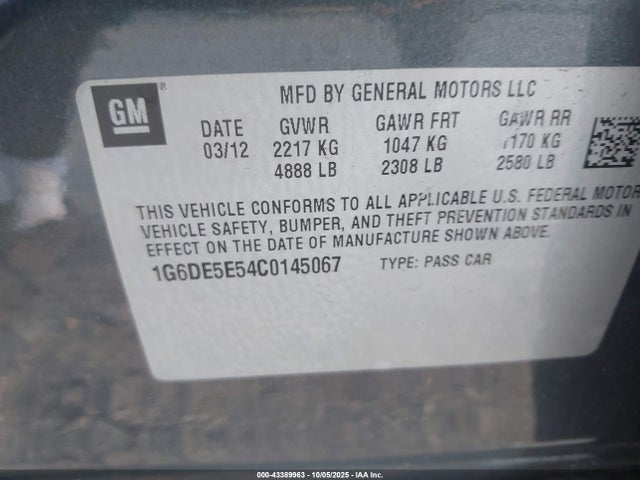 GM ®
MFD BY GENERAL MOTORS LLC
DATE GVWR GAWR FRT GAWR RR
03/12 2217 KG 1047 KG 1170 KG
4888 LB 2308 LB 2580 LB
THIS VEHICLE CONFORMS TO ALL APPLICABLE U.S. FEDERAL MOTOR
VEHICLE SAFETY, BUMPER, AND THEFT PREVENTION STANDARDS IN
EFFECT ON THE DATE OF MANUFACTURE SHOWN ABOVE.
1G6DE5E54C0145067 TYPE: PASS CAR
000-43389963 - 10/05/2025 - IAA Inc.